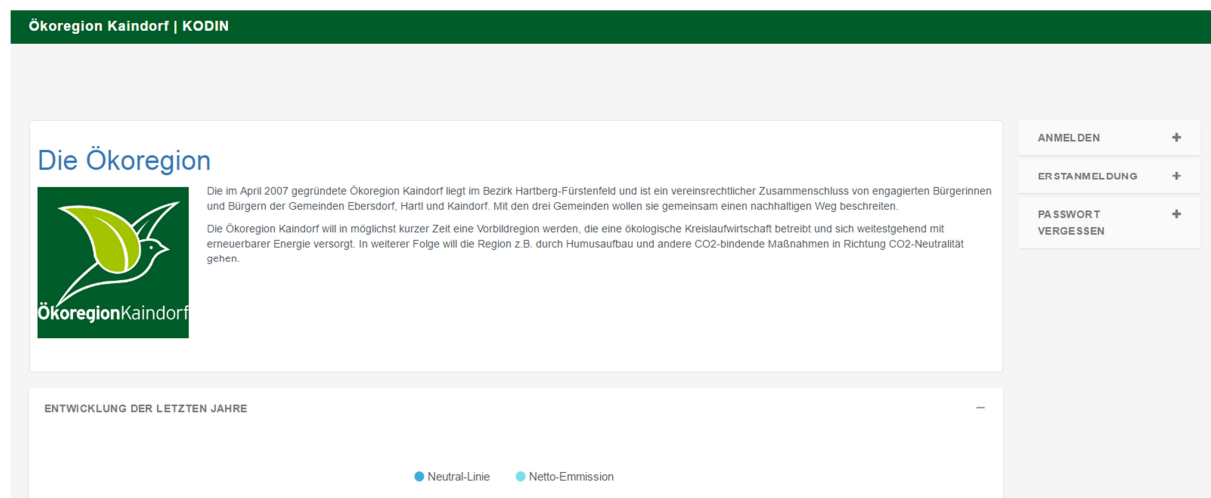 Ökoregion Kaindorf | KODIN
Die Ökoregion
Die im April 2007 gegründete Ökoregion Kaindorf liegt im Bezirk Hartberg-Fürstenfeld und ist ein vereinsrechtlicher Zusammenschluss von engagierten Bürgerinnen
und Bürgern der Gemeinden Ebersdorf, Hartl und Kaindorf. Mit den drei Gemeinden wollen sie gemeinsam einen nachhaltigen Weg beschreiten.
Die Ökoregion Kaindorf will in möglichst kurzer Zeit eine Vorbildregion werden, die eine ökologische Kreislaufwirtschaft betreibt und sich weitestgehend mit
erneuerbarer Energie versorgt. In weiterer Folge will die Region z.B. durch Humusaufbau und andere CO2-bindende Maßnahmen in Richtung CO2-Neutralität
gehen.
ÖkoregionKaindorf
ANMELDEN
ERSTANMELDUNG
PASSWORT
VERGESSEN
ENTWICKLUNG DER LETZTEN JAHRE
Neutral-Linie
Netto-Emmission